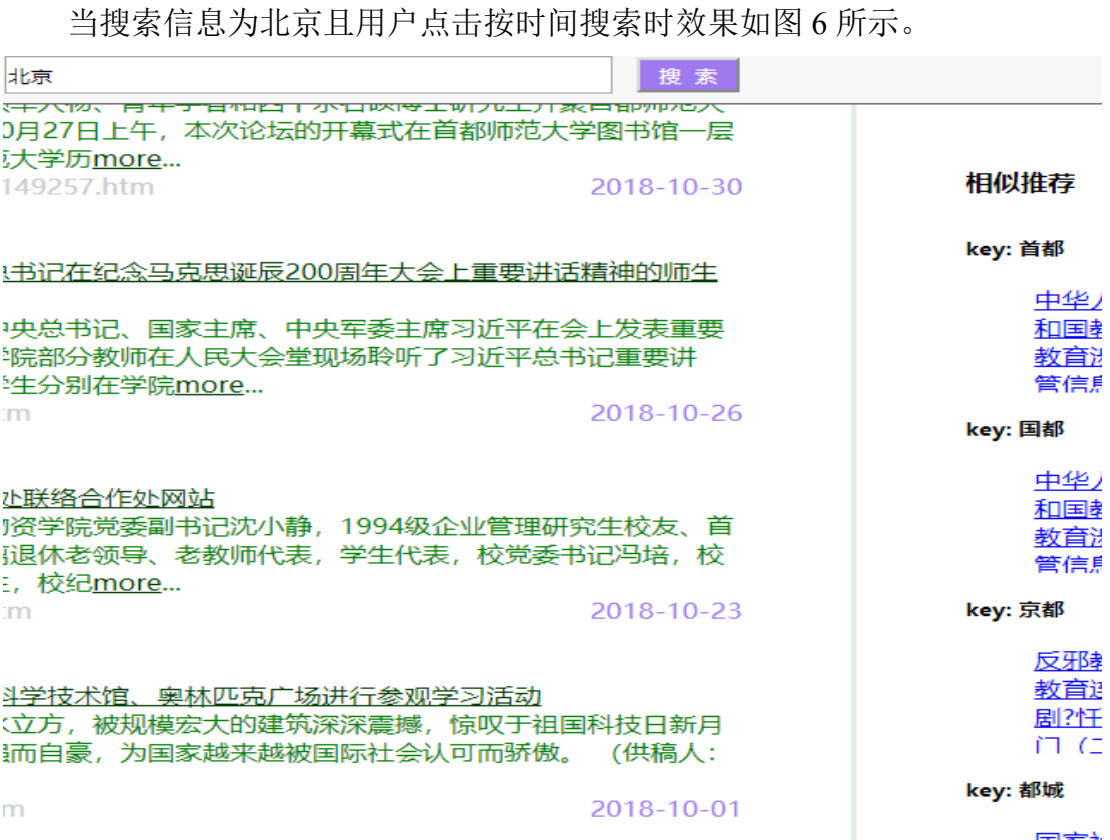 当搜索信息为北京且用户点击按时间搜索时效果如图 6 所示。
北京
搜 索
0月27日上午，本次论坛的开幕式在首都师范大学图书馆一层
范大学历more...
149257.htm
2018-10-30
书记在纪念马克思诞辰200周年大会上重要讲话精神的师生
央总书记、国家主席、中央军委主席习近平在会上发表重要
学院部分教师在人民大会堂现场聆听了习近平总书记重要讲
学生分别在学院more...
tm
2018-10-26
处联络合作处网站
物资学院党委副书记沈小静，1994级企业管理研究生校友、首
离退休老领导、老教师代表，学生代表，校党委书记冯培，校
，校纪more...
tm
2018-10-23
科学技术馆、奥林匹克广场进行参观学习活动
水立方，被规模宏大的建筑深深震撼，惊叹于祖国科技日新月
而自豪，为国家越来越被国际社会认可而骄傲。 （供稿人：
m
2018-10-01
相似推荐
key: 首都
中华人
和国教
教育涉
管信息
key: 国都
中华人
和国教
教育涉
管信息
key: 京都
反邪教
教育连
剧?忏
门（二
key: 都城